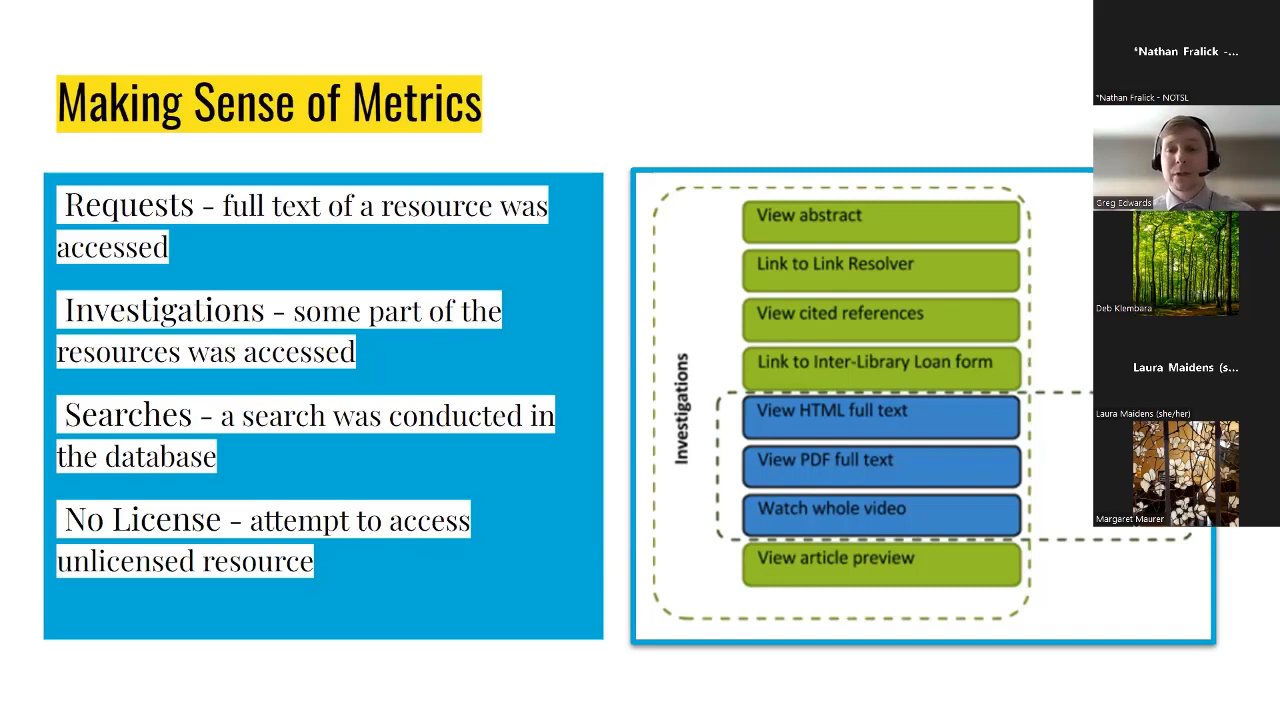 Making Sense of Metrics
Requests - full text of a resource was
accessed
Investigations - some part of the
resources was accessed
Searches - a search was conducted in
the database
No License - attempt to access
unlicensed resource
Investigations
View abstract
Link to Link Resolver
View cited references
Link to Inter-Library Loan form
View HTML full text
View PDF full text
Watch whole video
View article preview
*Nathan Fralick -...
*Nathan Fralick - NOTSL
Greg Edwards
Deb Klembara
Laura Maidens (s...
Laura Maidens (she/her)
Margaret Maurer